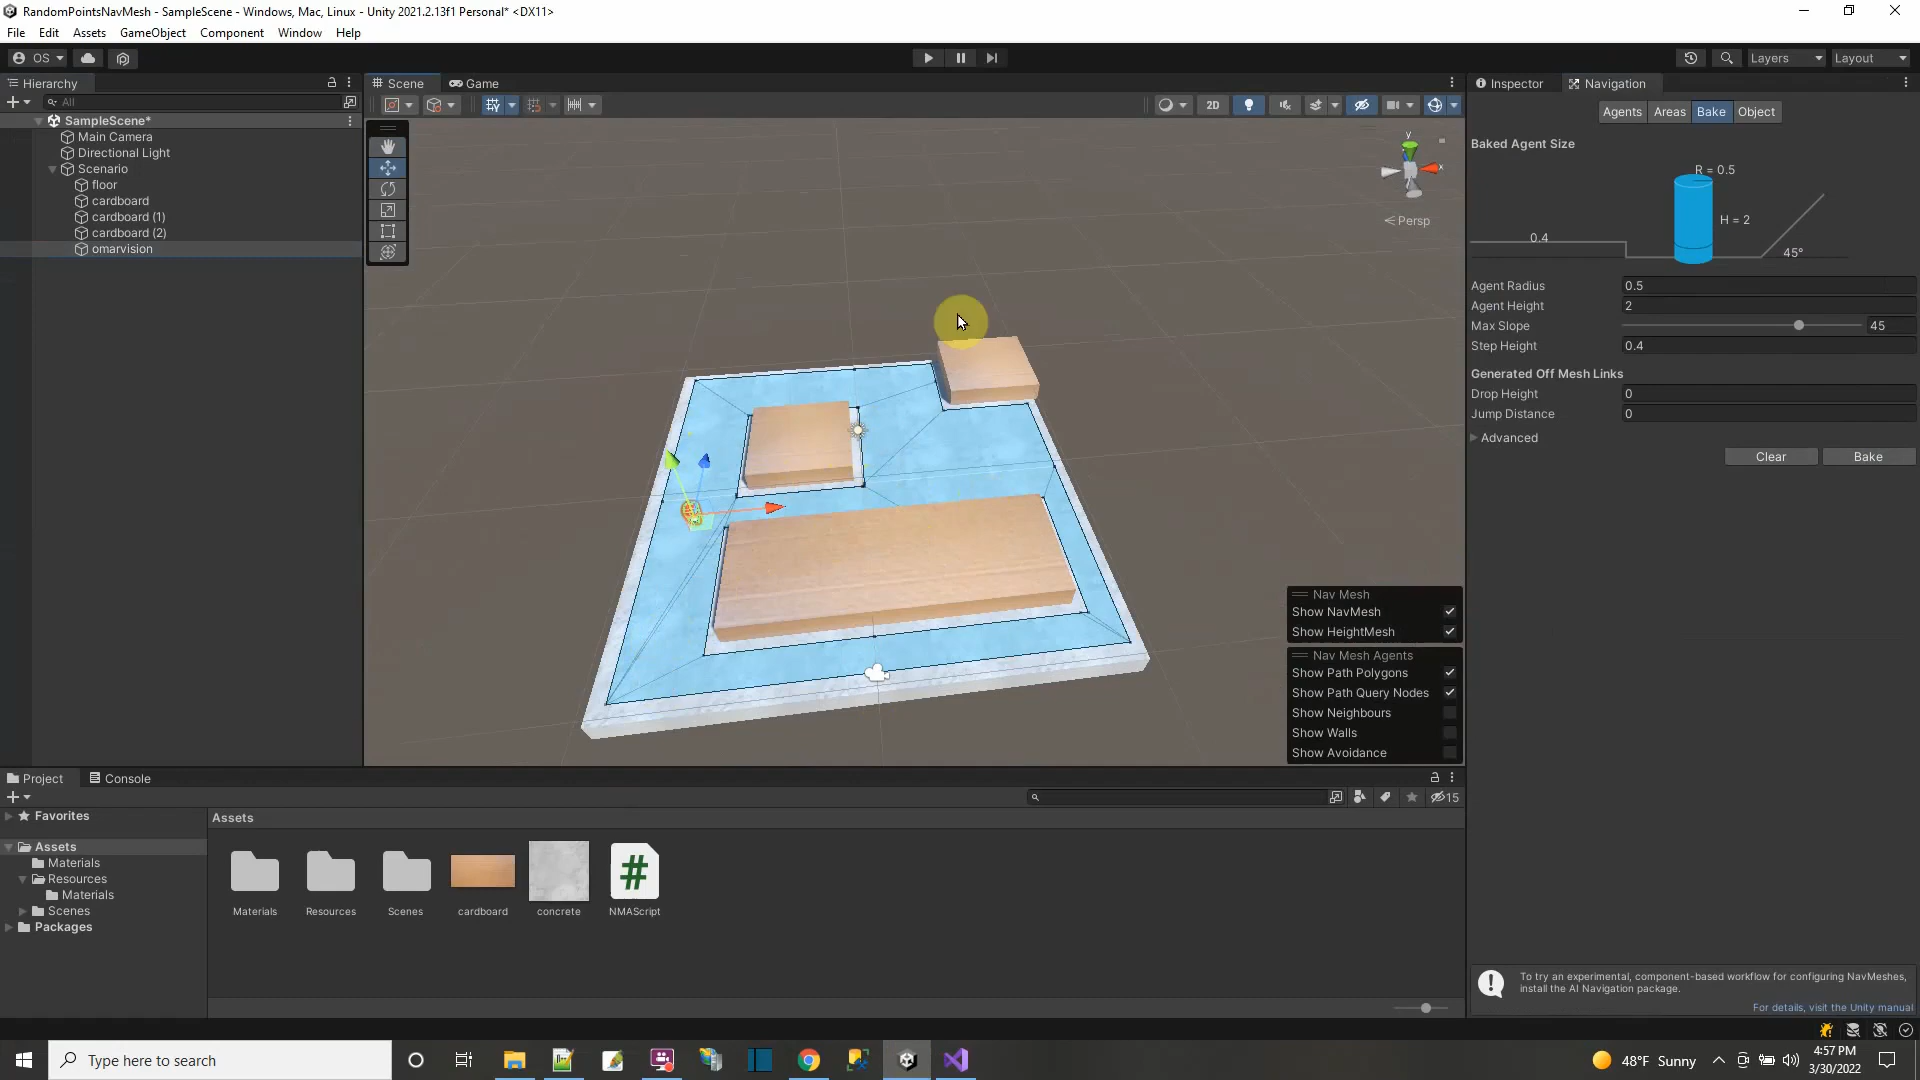 RandomPointsNavMesh - SampleScene - Windows, Mac, Linux - Unity 2021.2.13f1 Personal* <DX11>
File Edit Assets GameObject Component Window Help
OS
Layers Layout
Hierarchy
All
SampleScene*
Main Camera
Directional Light
Scenario
floor
cardboard
cardboard (1)
cardboard (2)
omarvision
Scene Game
2D
y
x
Persp
Nav Mesh
Show NavMesh
Show HeightMesh
Nav Mesh Agents
Show Path Polygons
Show Path Query Nodes
Show Neighbours
Show Walls
Show Avoidance
Inspector Navigation
Agents Areas Bake Object
Baked Agent Size
R = 0.5
H = 2
0.4
45°
Agent Radius 0.5
Agent Height 2
Max Slope 45
Step Height 0.4
Generated Off Mesh Links
Drop Height 0
Jump Distance 0
Advanced
Clear Bake
To try an experimental, component-based workflow for configuring NavMeshes,
install the AI Navigation package.
For details, visit the Unity manual
Project Console
15
Favorites
Assets
Materials
Resources
Materials
Scenes
Packages
Assets
Materials Resources Scenes cardboard concrete NMAScript
#
Type here to search
48°F Sunny
4:57 PM
3/30/2022